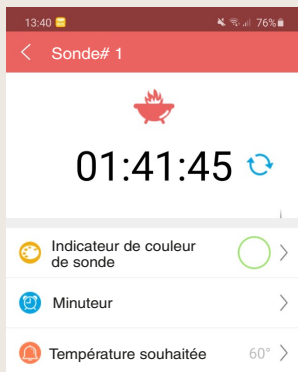 13:40 76%
Sonde# 1
01:41:45
Indicateur de couleur
de sonde
Minuteur
Température souhaitée 60°